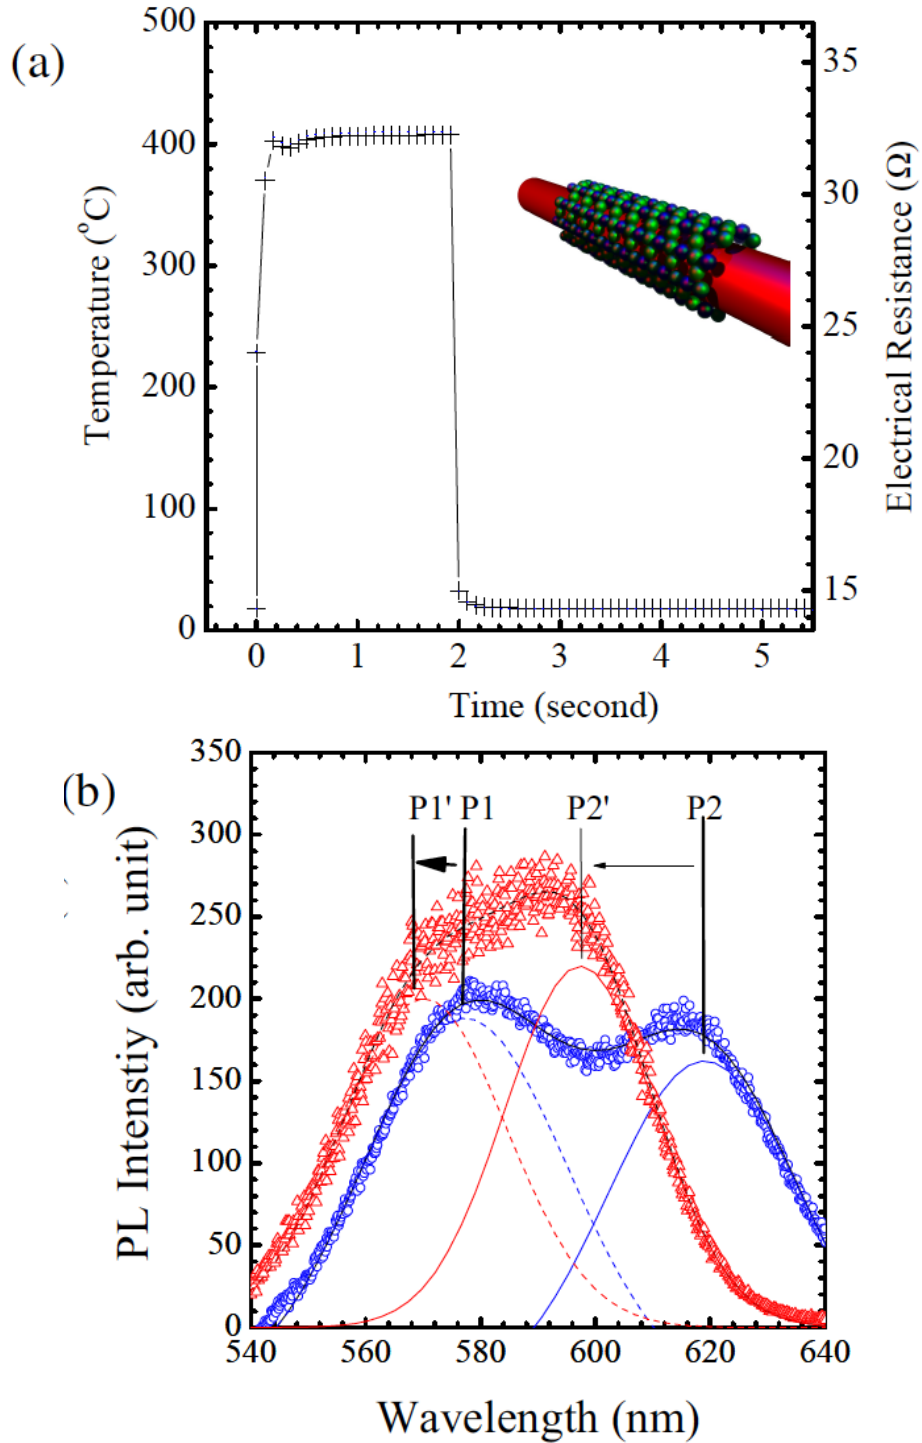 (a)
500
400
300
200
100
0
Temperature (°C)
35
30
25
20
15
Electrical Resistance (Ω)
0 1 2 3 4 5
Time (second)
(b)
350
300
250
200
150
100
50
0
PL Intenstiy (arb. unit)
P1' P1 P2' P2
540 560 580 600 620 640
Wavelength (nm)